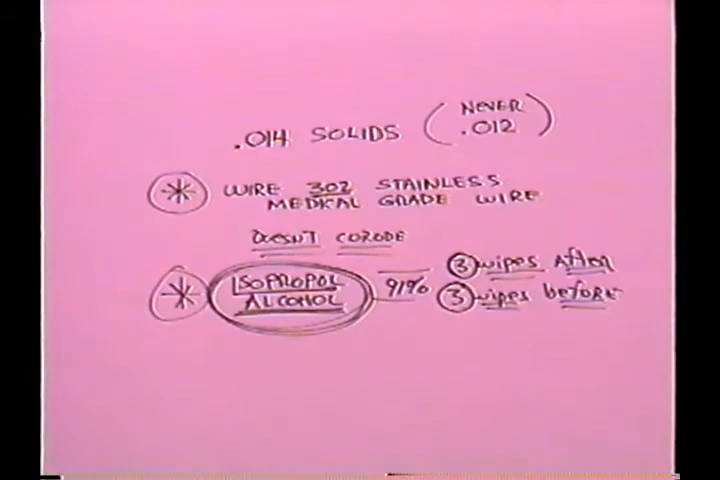 .014 SOLIDS (NEVER .012)
* WIRE 302 STAINLESS
MEDICAL GRADE WIRE
DOESN'T CORODE
* ISOPROPOL ALCOHOL 91% 3 wipes After
3 wipes before